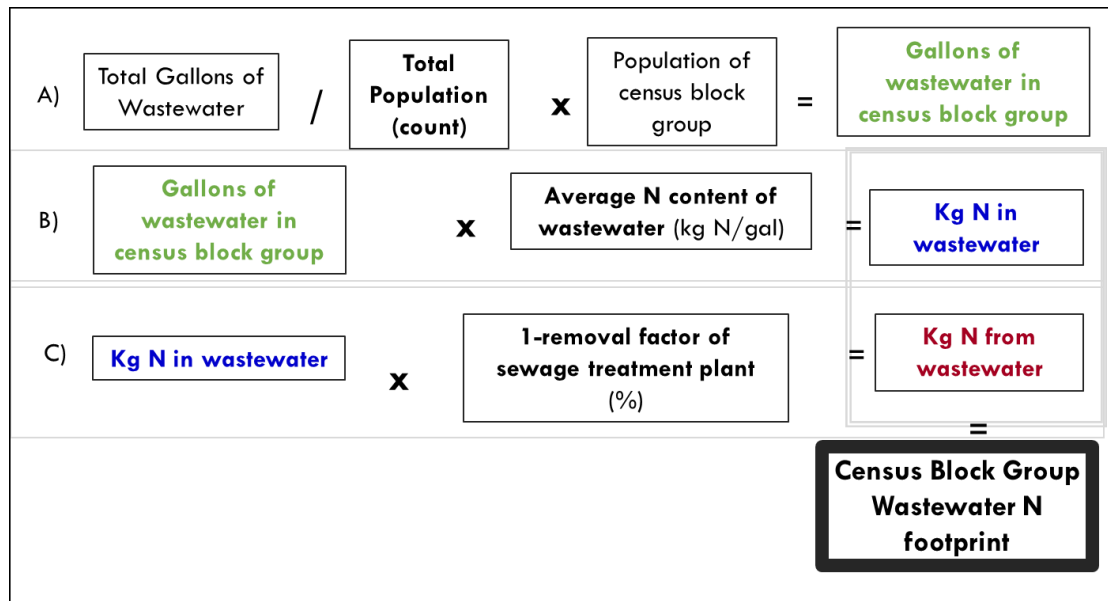 A)
Total Gallons of
Wastewater
/
Total
Population
(count)
x
Population of
census block
group
=
Gallons of
wastewater in
census block group
B)
Gallons of
wastewater in
census block group
x
Average N content of
wastewater (kg N/gal)
=
Kg N in
wastewater
C)
Kg N in wastewater
x
1-removal factor of
sewage treatment plant
(%)
=
Kg N from
wastewater
=
Census Block Group
Wastewater N
footprint